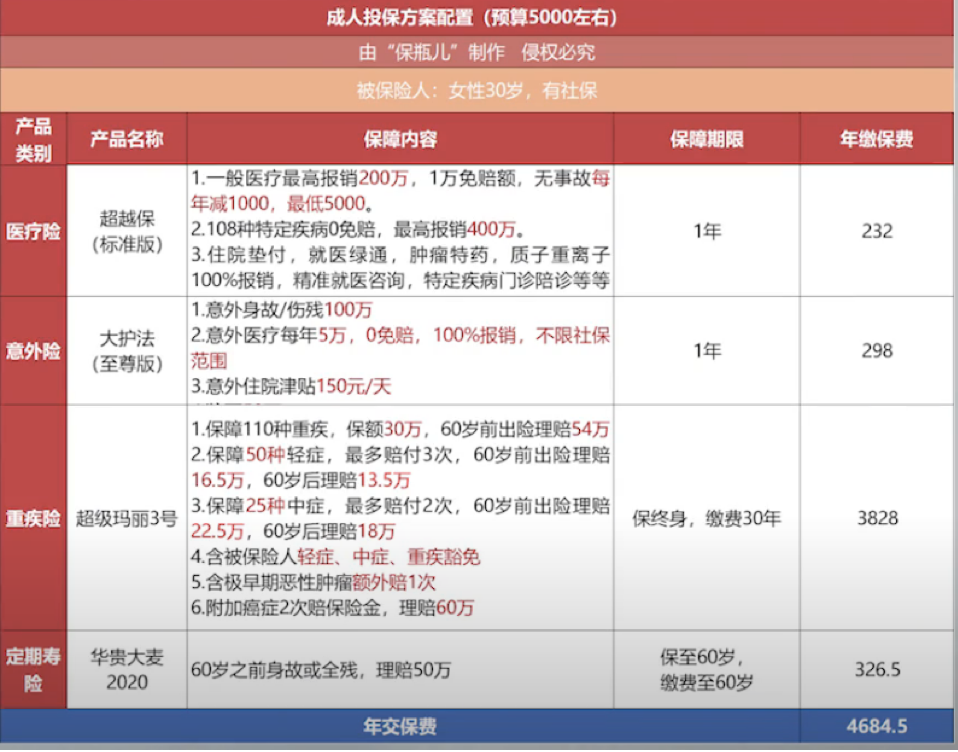 成人投保方案配置（预算5000左右）
由“保瓶儿”制作 侵权必究
被保险人：女性30岁，有社保
产品
类别
产品名称
保障内容
保障期限
年缴保费
医疗险
超越保
（标准版）
1.一般医疗最高报销200万，1万免赔额，无事故每
年减1000，最低5000。
2.108种特定疾病0免赔，最高报销400万。
3.住院垫付，就医绿通，肿瘤特药，质子重离子
100%报销，精准就医咨询，特定疾病门诊陪诊等等
1年
232
意外险
大护法
（至尊版）
1.意外身故/伤残100万
2.意外医疗每年5万，0免赔，100%报销，不限社保
范围
3.意外住院津贴150元/天
1年
298
重疾险
超级玛丽3号
1.保障110种重疾，保额30万，60岁前出险理赔54万
2.保障50种轻症，最多赔付3次，60岁前出险理赔
16.5万，60岁后理赔13.5万
3.保障25种中症，最多赔付2次，60岁前出险理赔
22.5万，60岁后理赔18万
4.含被保险人轻症、中症、重疾豁免
5.含极早期恶性肿瘤额外赔1次
6.附加癌症2次赔保险金，理赔60万
保终身，缴费30年
3828
定期寿
险
华贵大麦
2020
60岁之前身故或全残，理赔50万
保至60岁，
缴费至60岁
326.5
年交保费
4684.5